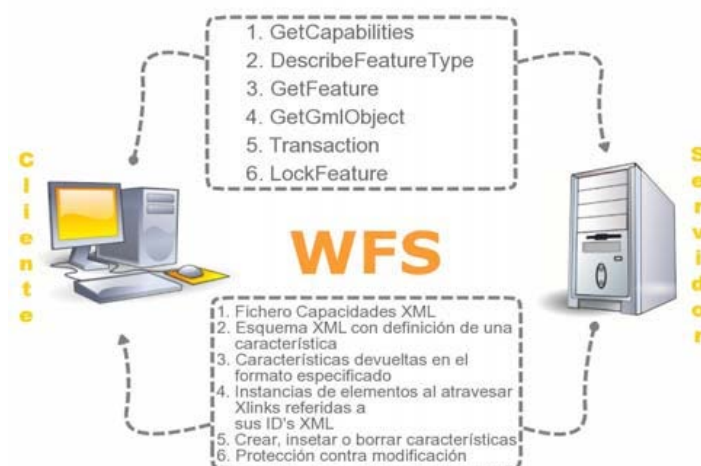 1. GetCapabilities
2. DescribeFeatureType
3. GetFeature
4. GetGmlObject
5. Transaction
6. LockFeature
Cliente
WFS
Servidor
1. Fichero Capacidades XML
2. Esquema XML con definición de una
característica
3. Características devueltas en el
formato especificado
4. Instancias de elementos al atravesar
Xlinks referidas a
sus ID's XML
5. Crear, insetar o borrar características
6. Protección contra modificación